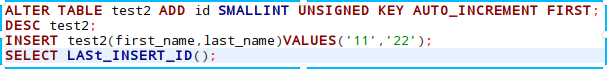 ALTER TABLE test2 ADD id SMALLINT UNSIGNED KEY AUTO_INCREMENT FIRST;
DESC test2;
INSERT test2(first_name,last_name)VALUES('11','22');
SELECT LASt_INSERT_ID();